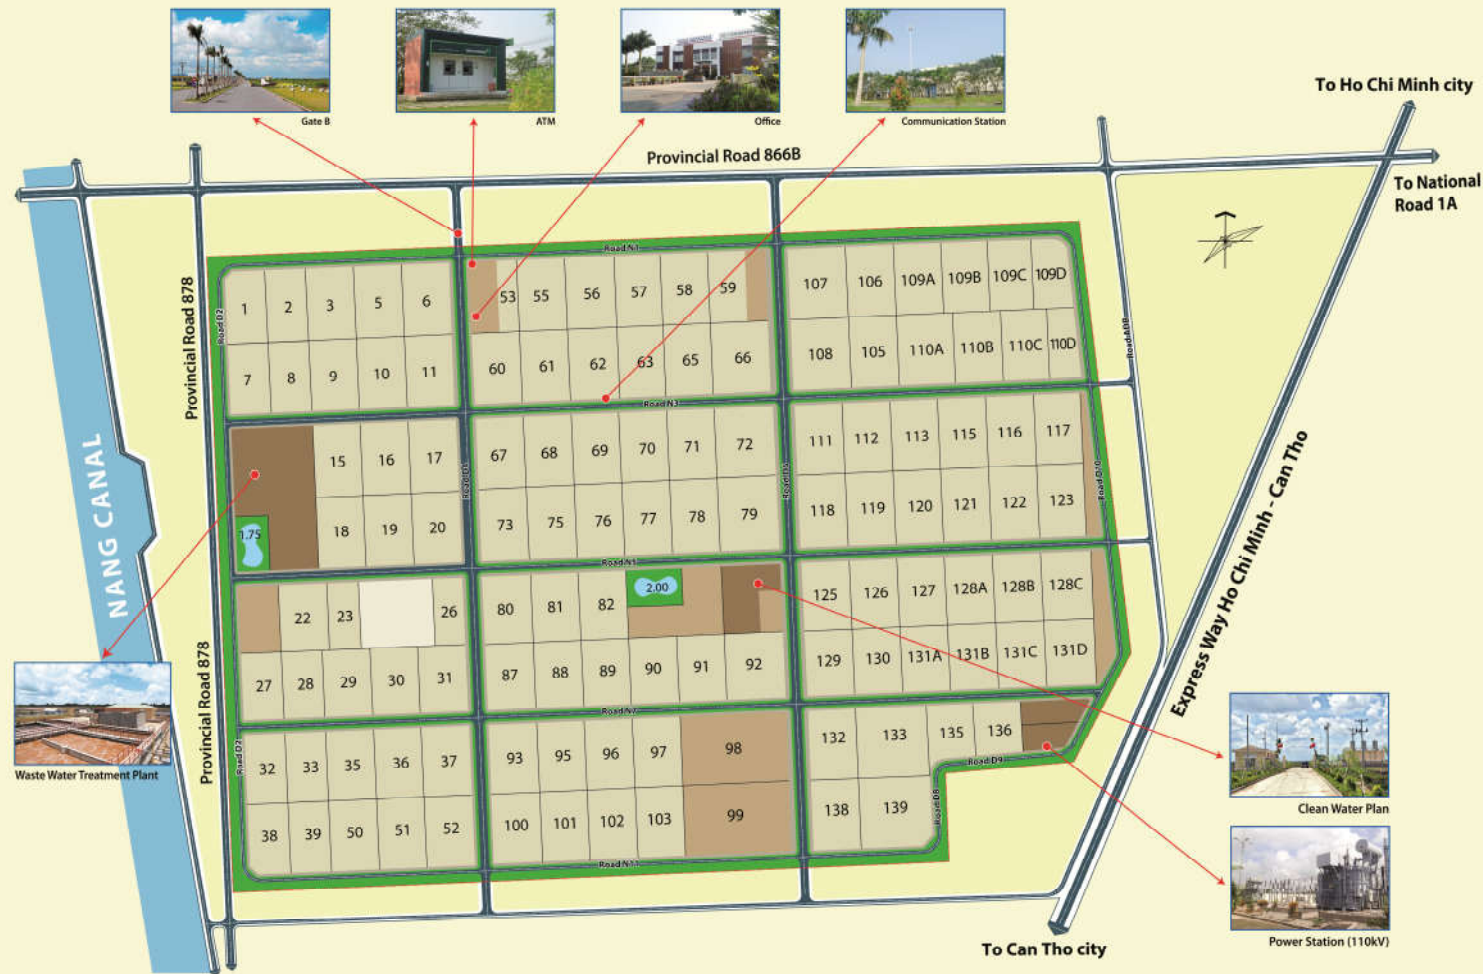 Gate B
ATM
Office
Communication Station
To Ho Chi Minh city
Provincial Road 866B
To National
Road 1A
Road N1
Provincial Road 878
Road D2
1 2 3 5 6
53 55 56 57 58 59
107 106 109A 109B 109C 109D
7 8 9 10 11
60 61 62 63 65 66
108 105 110A 110B 110C 110D
Road N3
NANG CANAL
15 16 17
67 68 69 70 71 72
111 112 113 115 116 117
1.75
18 19 20
73 75 76 77 78 79
118 119 120 121 122 123
Road D10
Express Way Ho Chi Minh - Can Tho
Road N5
22 23 26
80 81 82 2.00
125 126 127 128A 128B 128C
27 28 29 30 31
87 88 89 90 91 92
129 130 131A 131B 131C 131D
Provincial Road 878
Road N7
Road D2
32 33 35 36 37
93 95 96 97 98
132 133 135 136
Road D9
Road D8
38 39 50 51 52
100 101 102 103 99
138 139
Road N11
Waste Water Treatment Plant
Clean Water Plan
Power Station (110kV)
To Can Tho city